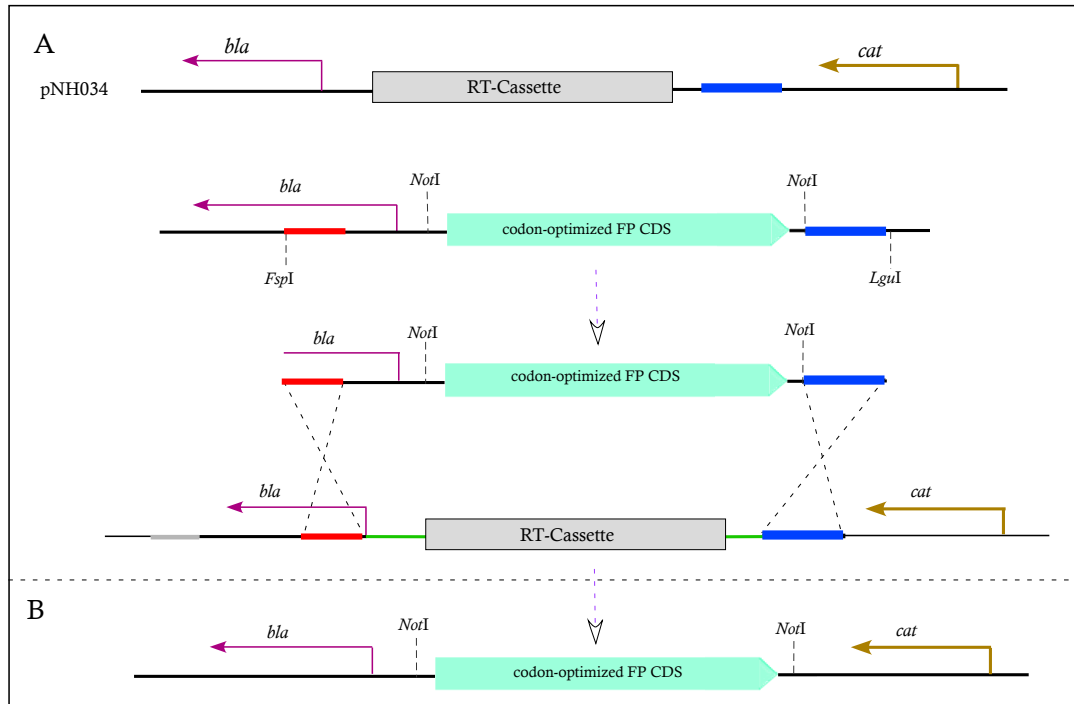 A
bla
cat
pNH034
RT-Cassette
bla
NotI
NotI
codon-optimized FP CDS
FspI
LguI
bla
NotI
NotI
codon-optimized FP CDS
bla
cat
RT-Cassette
B
bla
NotI
NotI
cat
codon-optimized FP CDS